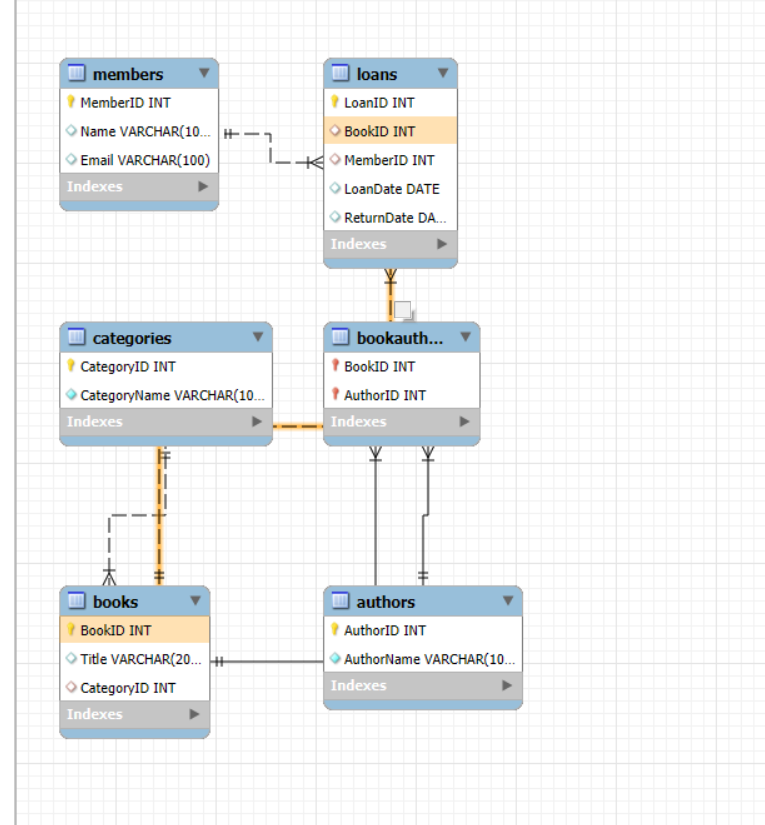 members
MemberID INT
Name VARCHAR(10...
Email VARCHAR(100)
Indexes
loans
LoanID INT
BookID INT
MemberID INT
LoanDate DATE
ReturnDate DA...
Indexes
categories
CategoryID INT
CategoryName VARCHAR(10...
Indexes
bookauth...
BookID INT
AuthorID INT
Indexes
books
BookID INT
Title VARCHAR(20...
CategoryID INT
Indexes
authors
AuthorID INT
AuthorName VARCHAR(10...
Indexes